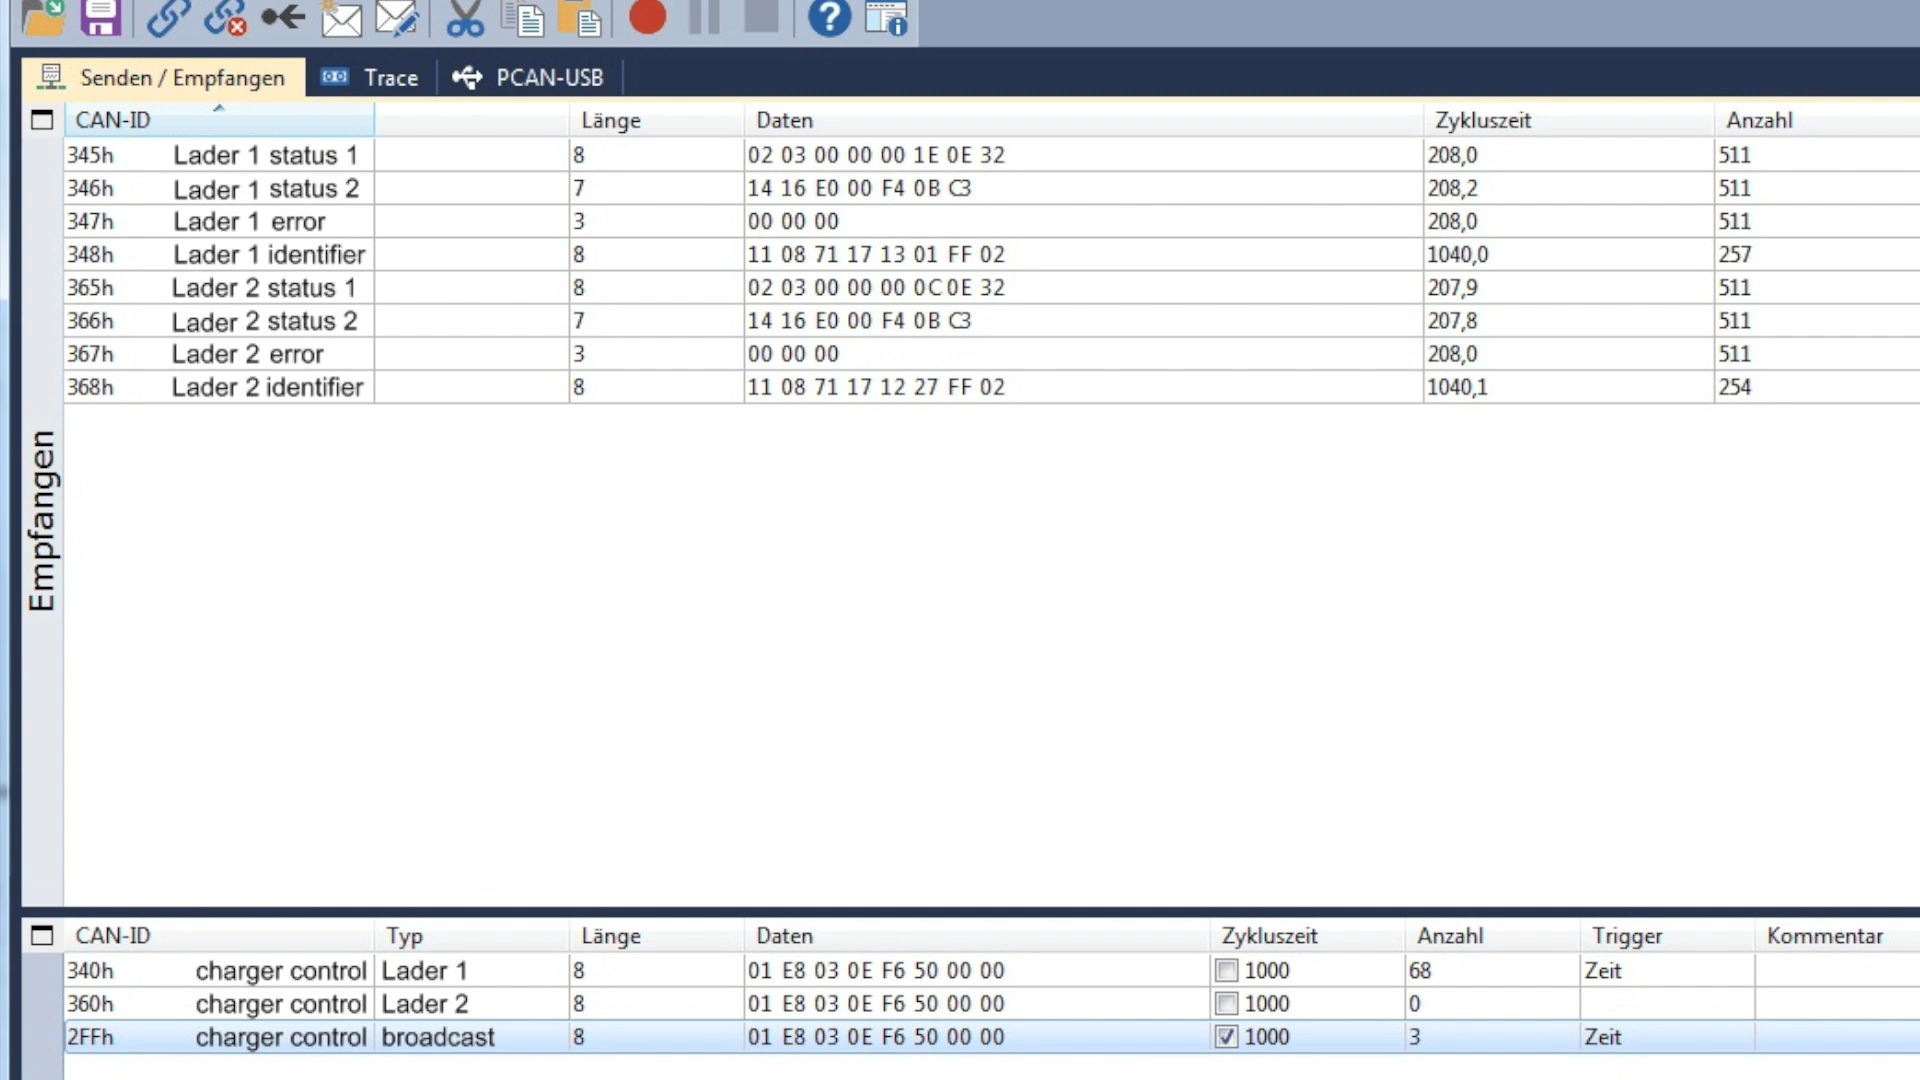 Senden / Empfangen Trace PCAN-USB
CAN-ID Länge Daten Zykluszeit Anzahl
345h Lader 1 status 1 8 02 03 00 00 00 1E 0E 32 208,0 511
346h Lader 1 status 2 7 14 16 E0 00 F4 0B C3 208,2 511
347h Lader 1 error 3 00 00 00 208,0 511
348h Lader 1 identifier 8 11 08 71 17 13 01 FF 02 1040,0 257
365h Lader 2 status 1 8 02 03 00 00 00 0C 0E 32 207,9 511
366h Lader 2 status 2 7 14 16 E0 00 F4 0B C3 207,8 511
367h Lader 2 error 3 00 00 00 208,0 511
368h Lader 2 identifier 8 11 08 71 17 12 27 FF 02 1040,1 254
Empfangen
CAN-ID Typ Länge Daten Zykluszeit Anzahl Trigger Kommentar
340h charger control Lader 1 8 01 E8 03 0E F6 50 00 00 1000 68 Zeit
360h charger control Lader 2 8 01 E8 03 0E F6 50 00 00 1000 0
2FFh charger control broadcast 8 01 E8 03 0E F6 50 00 00 1000 3 Zeit